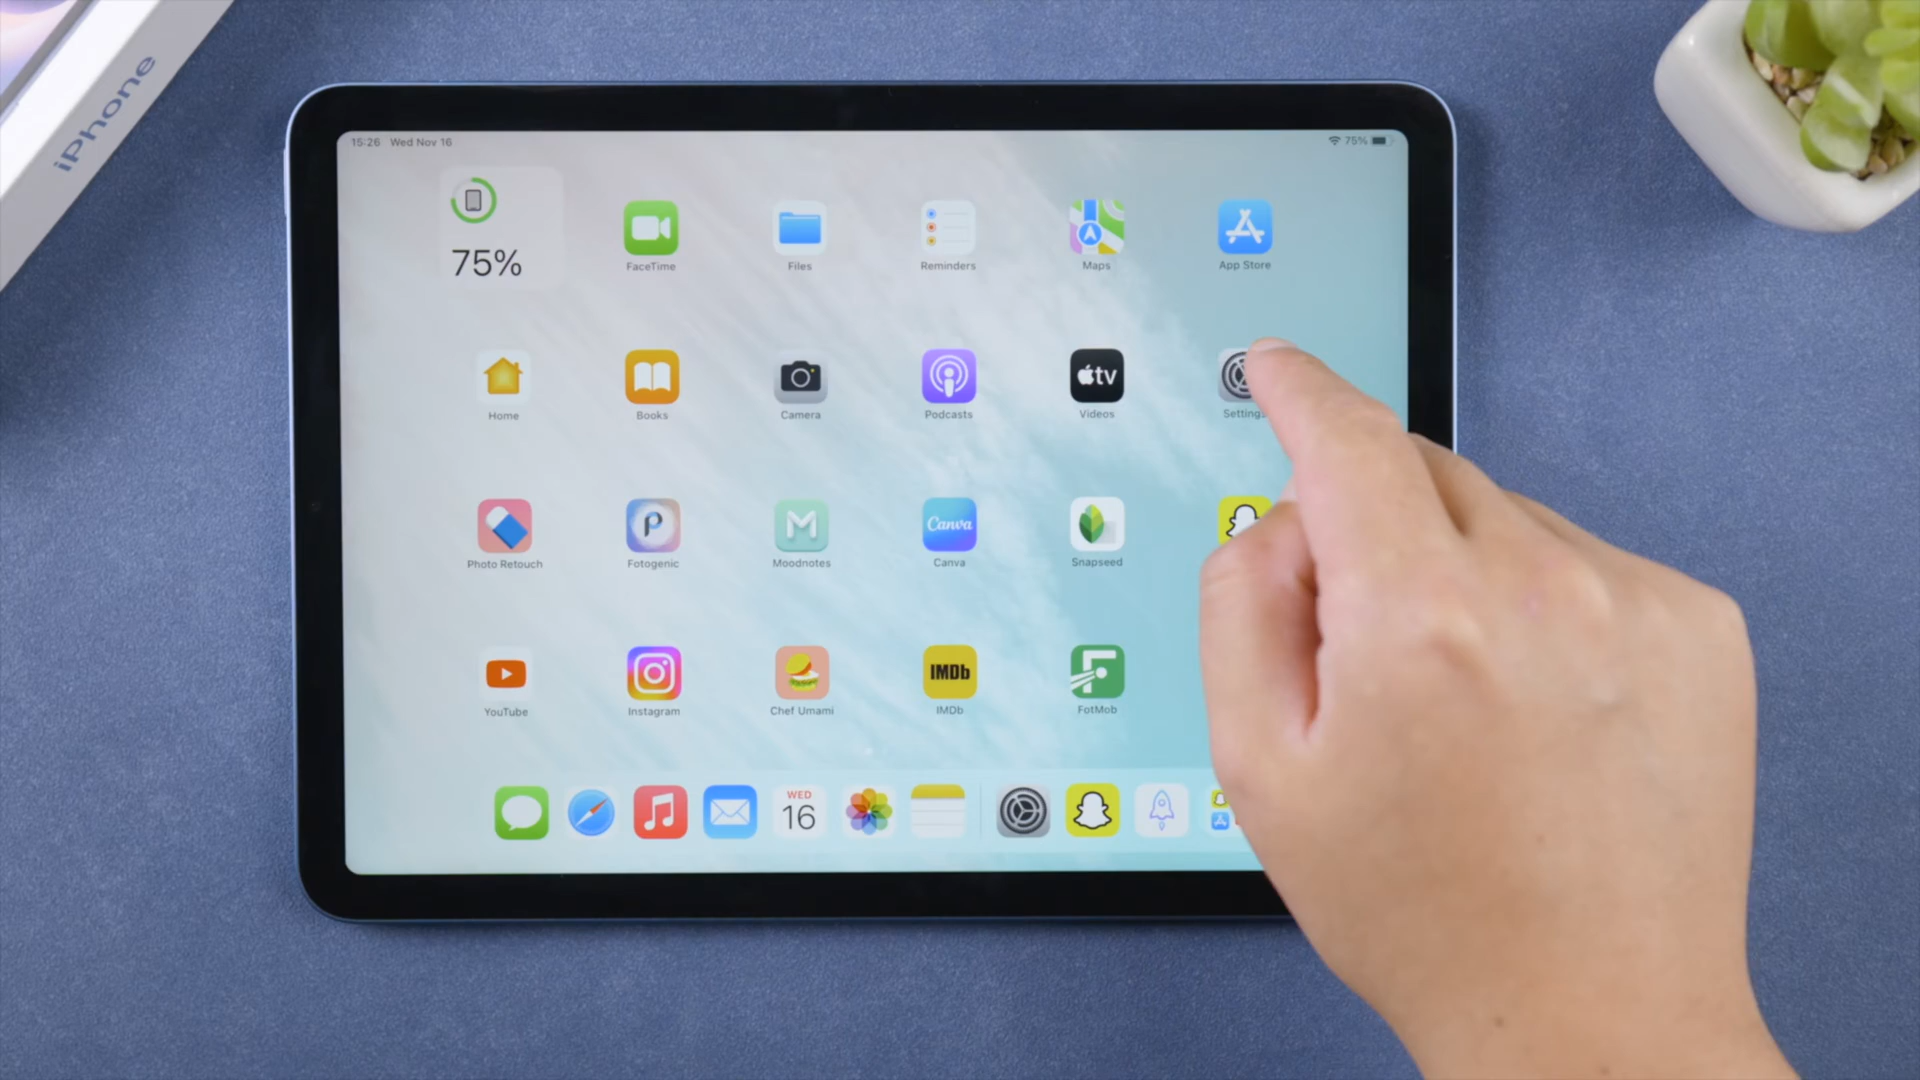 iPhone
15:26 Wed Nov 16
75%
75%
FaceTime
Files
Reminders
Maps
App Store
Home
Books
Camera
Podcasts
tv
Videos
Settings
Photo Retouch
P
Fotogenic
M
Moodnotes
Canva
Canva
Snapseed
YouTube
Instagram
Chef Umami
IMDb
IMDb
FotMob
WED
16